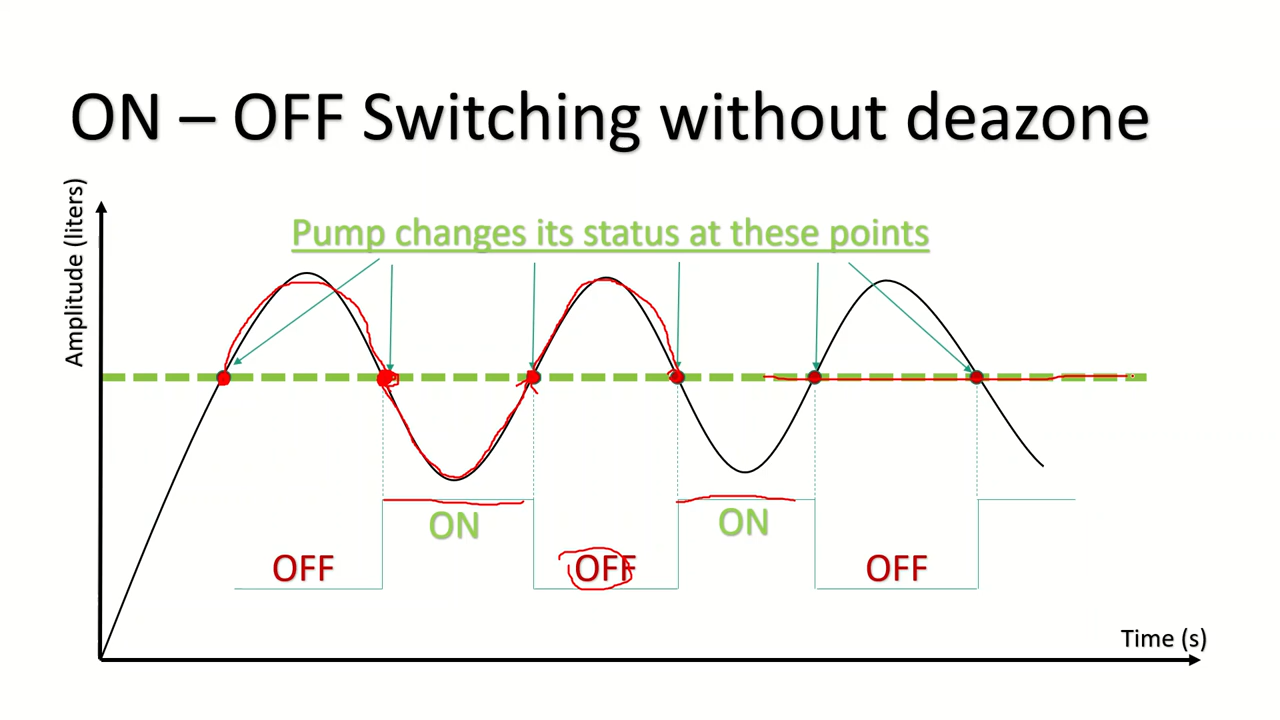 ON – OFF Switching without deazone
Amplitude (liters)
Pump changes its status at these points
ON
ON
OFF
OFF
OFF
Time (s)